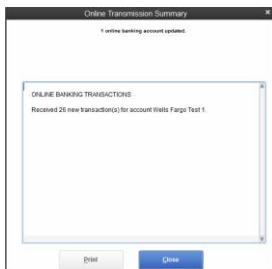 Online Transmission Summary
1 online banking account updated.
ONLINE BANKING TRANSACTIONS
Received 26 new transaction(s) for account Wells Fargo Test 1.
Print
Close